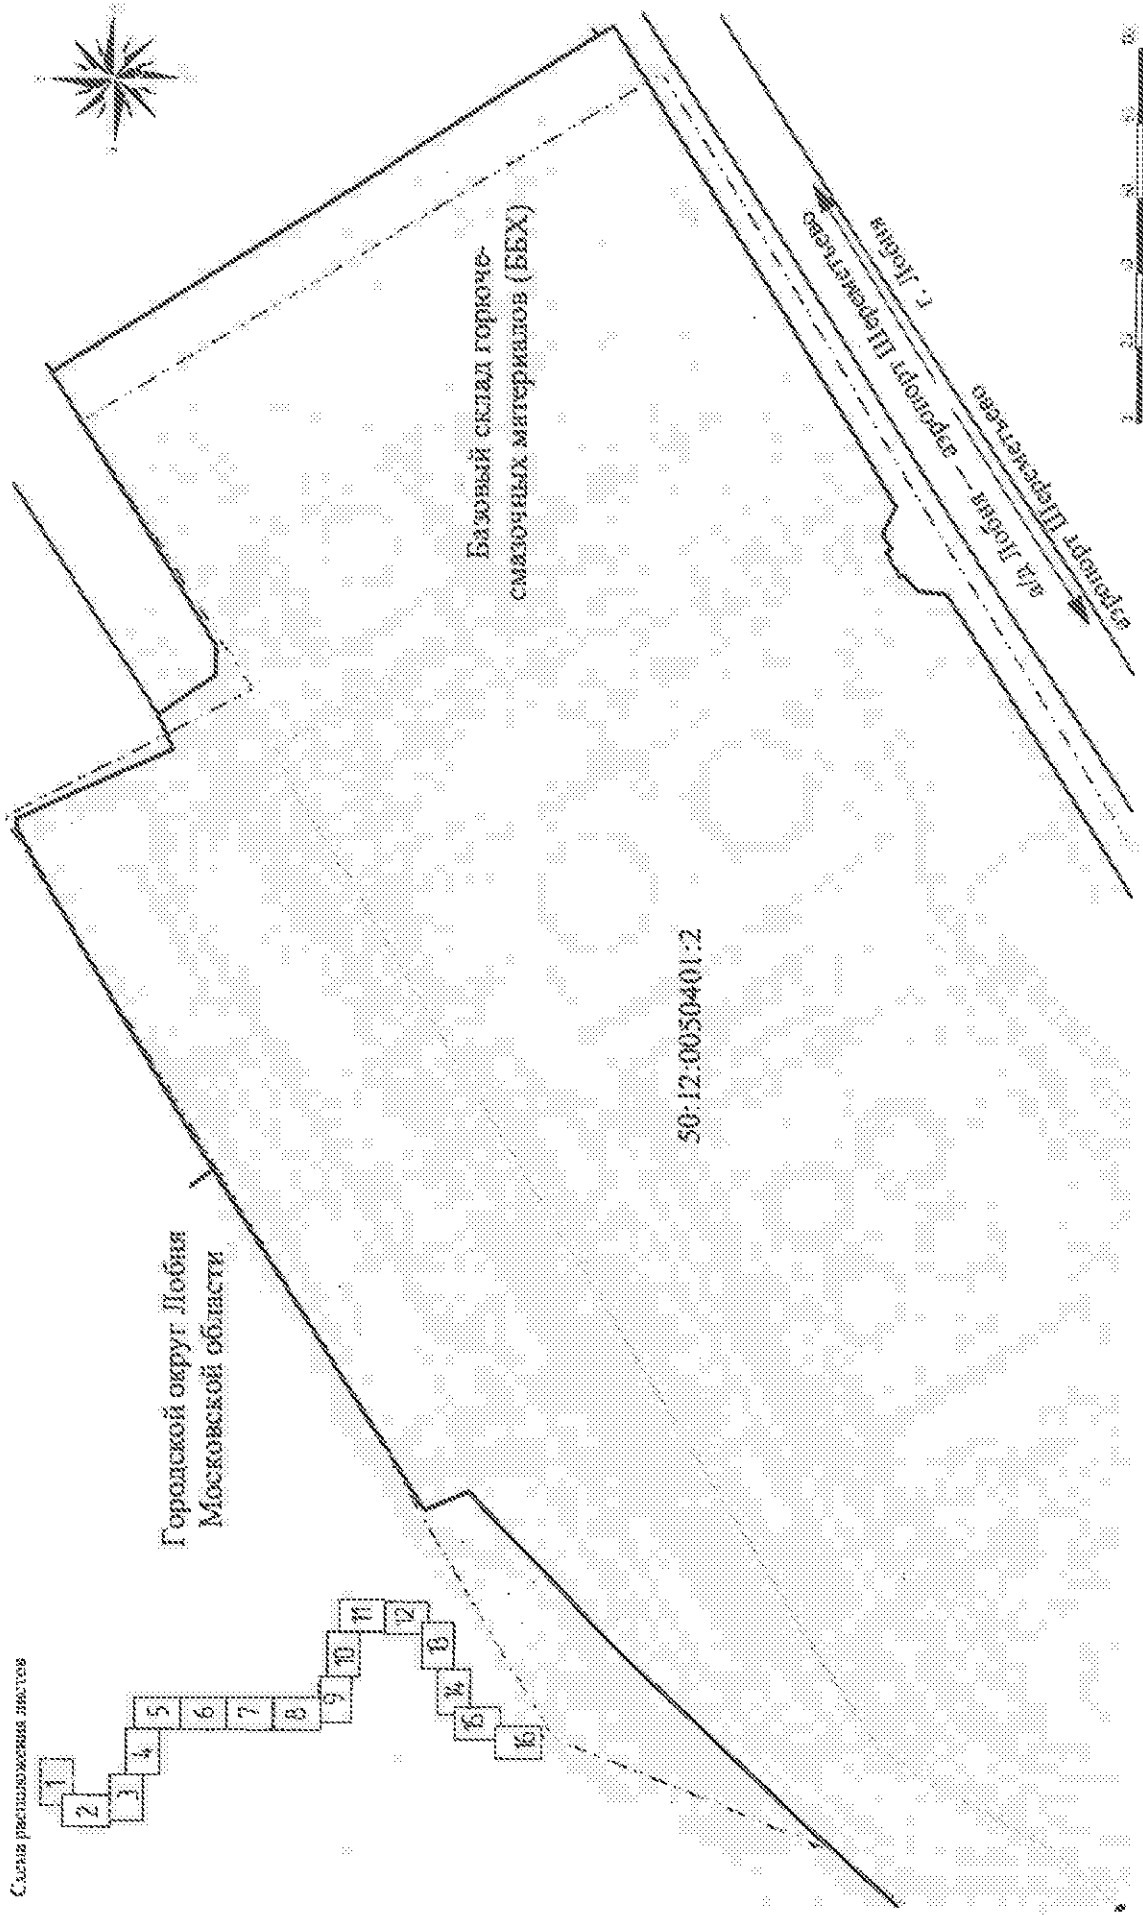 Схема расположения листов
1
2
3
4
5
6
7
8
9
10
11
12
13
14
15
16
Городской округ Лобня
Московской области
50:12:0050401:2
Базовый склад горюче-
смазочных материалов (ВЕХ)
а/д Лобня – аэропорт Шереметьево
г. Лобня
аэропорт Шереметьево